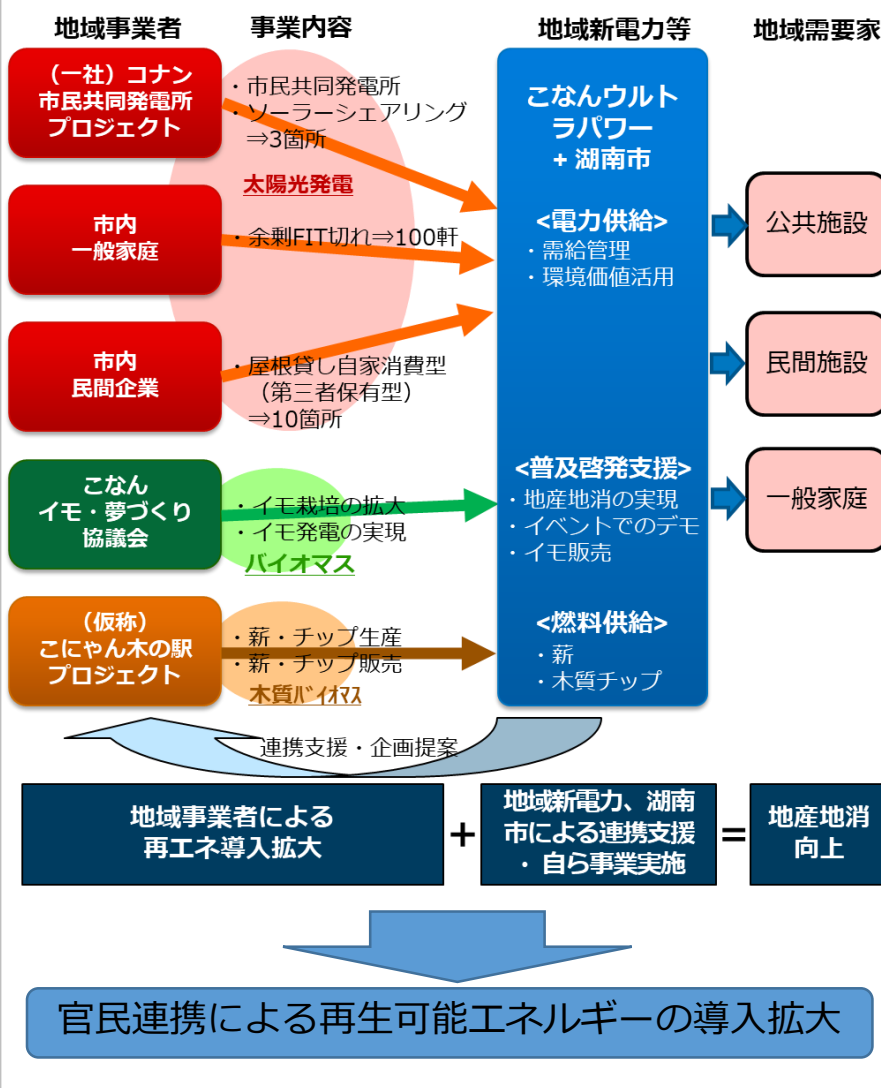 地域事業者
事業内容
地域新電力等
地域需要家
（一社）コナン
市民共同発電所
プロジェクト
・市民共同発電所
・ソーラーシェアリング
⇒3箇所
太陽光発電
市内
一般家庭
・余剰FIT切れ⇒100軒
市内
民間企業
・屋根貸し自家消費型
（第三者保有型）
⇒10箇所
こなん
イモ・夢づくり
協議会
・イモ栽培の拡大
・イモ発電の実現
バイオマス
（仮称）
こにゃん木の駅
プロジェクト
・薪・チップ生産
・薪・チップ販売
木質ﾊﾞｲｵﾏｽ
こなんウルト
ラパワー
+ 湖南市
<電力供給>
・需給管理
・環境価値活用
<普及啓発支援>
・地産地消の実現
・イベントでのデモ
・イモ販売
<燃料供給>
・薪
・木質チップ
公共施設
民間施設
一般家庭
連携支援・企画提案
地域事業者による
再エネ導入拡大
+
地域新電力、湖南
市による連携支援
・ 自ら事業実施
=
地産地消
向上
官民連携による再生可能エネルギーの導入拡大